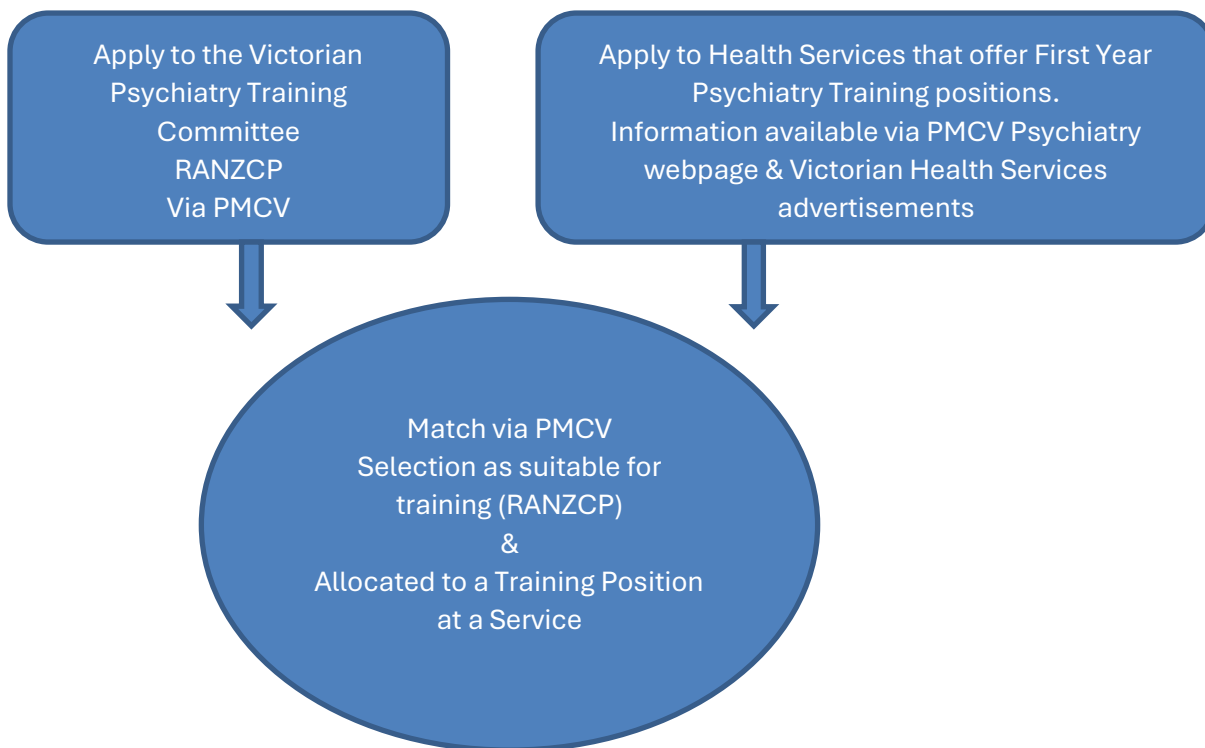 Apply to the Victorian
Psychiatry Training
Committee
RANZCP
Via PMCV
Apply to Health Services that offer First Year
Psychiatry Training positions.
Information available via PMCV Psychiatry
webpage & Victorian Health Services
advertisements
Match via PMCV
Selection as suitable for
training (RANZCP)
&
Allocated to a Training Position
at a Service